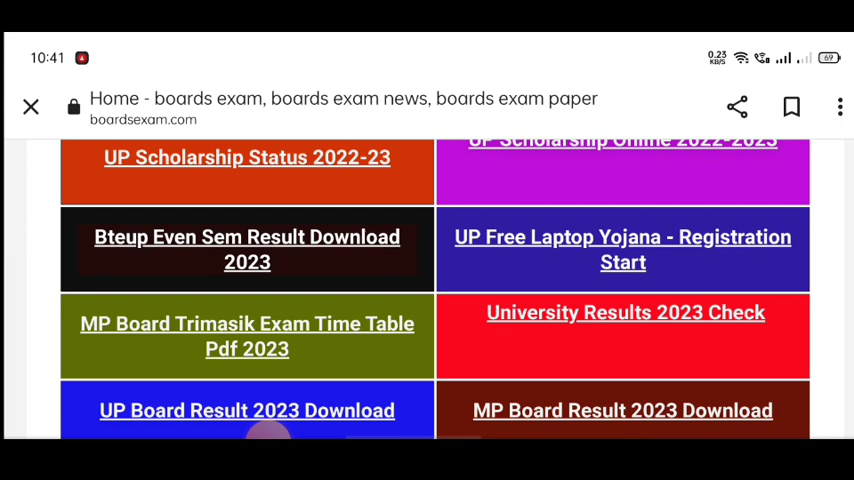 10:41
0.23
KB/S
69
Home - boards exam, boards exam news, boards exam paper
boardsexam.com
UP Scholarship Status 2022-23
UP Scholarship Online 2022-2023
Bteup Even Sem Result Download
2023
UP Free Laptop Yojana - Registration
Start
MP Board Trimasik Exam Time Table
Pdf 2023
University Results 2023 Check
UP Board Result 2023 Download
MP Board Result 2023 Download